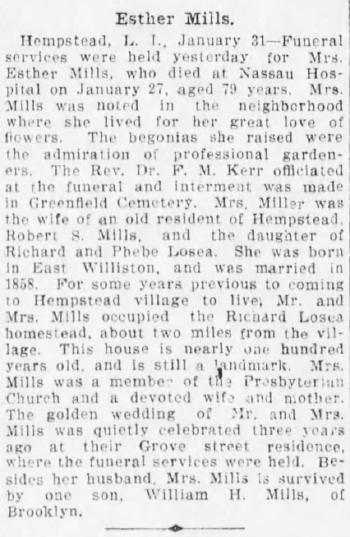 Esther Mills.
Hempstead, L. I., January 31—Funeral
services were held yesterday for Mrs.
Esther Mills, who died at Nassau Hos-
pital on January 27, aged 79 years. Mrs.
Mills was noted in the neighborhood
where she lived for her great love of
flowers. The begonias she raised were
the admiration of professional garden-
ers. The Rev. Dr. F. M. Kerr officiated
at the funeral and interment was made
in Greenfield Cemetery. Mrs. Miller was
the wife of an old resident of Hempstead,
Robert S. Mills, and the daughter of
Richard and Phebe Losea. She was born
in East Williston, and was married in
1858. For some years previous to coming
to Hempstead village to live, Mr. and
Mrs. Mills occupied the Richard Losea
homestead, about two miles from the vil-
lage. This house is nearly one hundred
years old, and is still a landmark. Mrs.
Mills was a member of the Presbyterian
Church and a devoted wife and mother.
The golden wedding of Mr. and Mrs.
Mills was quietly celebrated three years
ago at their Grove street residence,
where the funeral services were held. Be-
sides her husband, Mrs. Mills is survived
by one son, William H. Mills, of
Brooklyn.